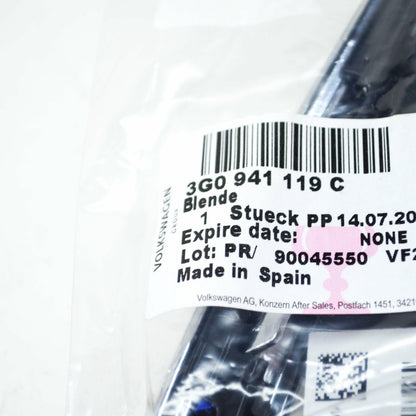 3G0 941 119 C
Blende
1 Stueck PP 14.07.20
Expire date: NONE
Lot: PR/ 90045550 VF2
Made in Spain
Volkswagen AG, Konzern After Sales, Postfach 1451, 3421
VOLKSWAGEN
GROUP